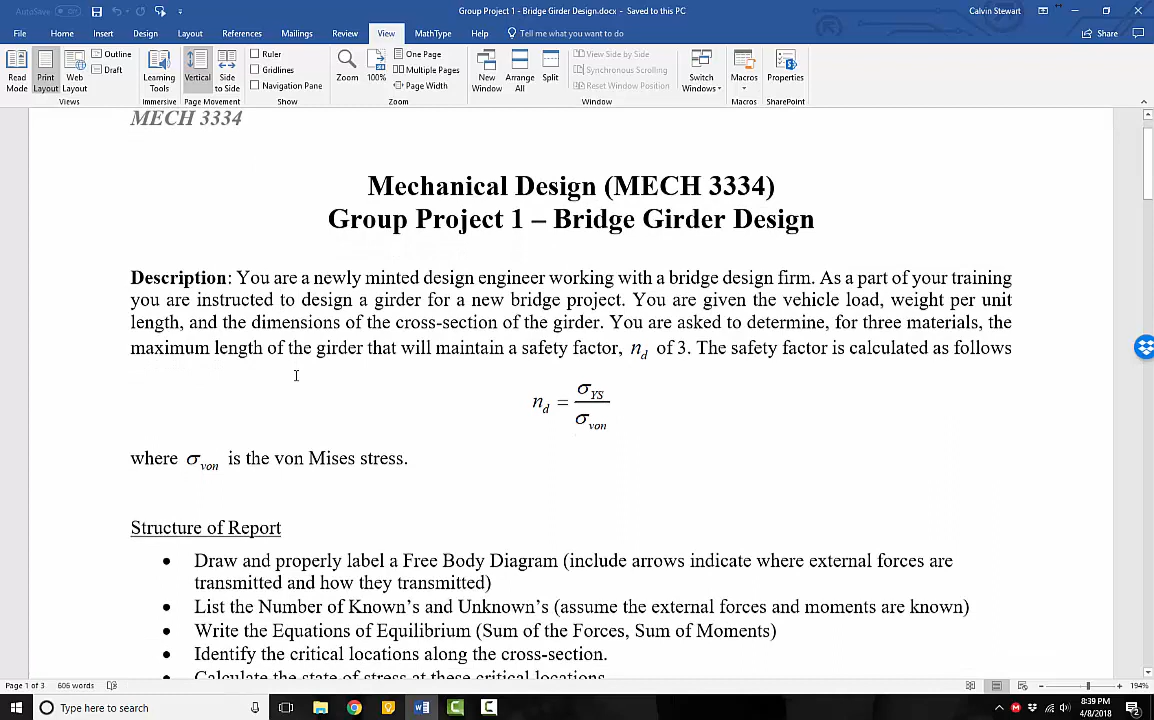 AutoSave Off
Group Project 1 - Bridge Girder Design.docx - Saved to this PC
Calvin Stewart
File Home Insert Design Layout References Mailings Review View MathType Help Tell me what you want to do Share
Read Mode
Print Layout
Web Layout
Outline
Draft
Views
Learning Tools
Immersive
Vertical
Side to Side
Page Movement
Ruler
Gridlines
Navigation Pane
Show
Zoom
100%
One Page
Multiple Pages
Page Width
Zoom
New Window
Arrange All
Split
View Side by Side
Synchronous Scrolling
Reset Window Position
Window
Switch Windows
Macros
Macros
Properties
SharePoint
MECH 3334
Mechanical Design (MECH 3334)
Group Project 1 – Bridge Girder Design
Description: You are a newly minted design engineer working with a bridge design firm. As a part of your training
you are instructed to design a girder for a new bridge project. You are given the vehicle load, weight per unit
length, and the dimensions of the cross-section of the girder. You are asked to determine, for three materials, the
maximum length of the girder that will maintain a safety factor, n_d of 3. The safety factor is calculated as follows
n_d = σ_YS / σ_von
where σ_von is the von Mises stress.
Structure of Report
• Draw and properly label a Free Body Diagram (include arrows indicate where external forces are
transmitted and how they transmitted)
• List the Number of Known's and Unknown's (assume the external forces and moments are known)
• Write the Equations of Equilibrium (Sum of the Forces, Sum of Moments)
• Identify the critical locations along the cross-section.
• Calculate the state of stress at these critical locations
Page 1 of 3 606 words 194%
Type here to search
8:39 PM
4/8/2018